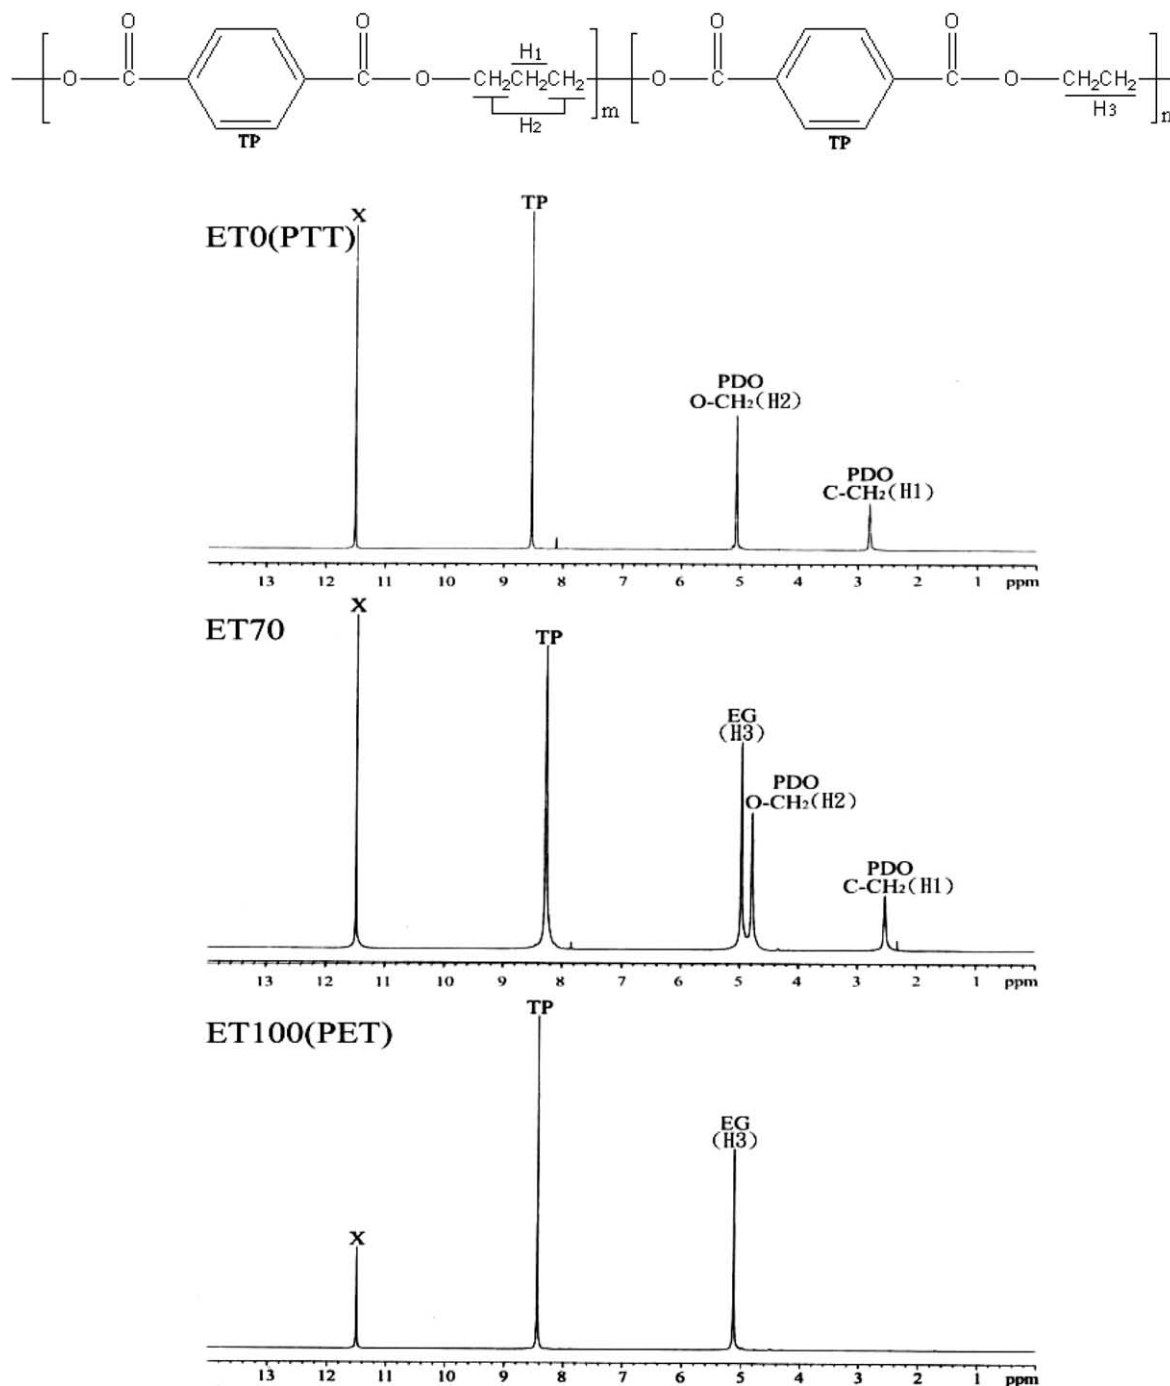 O O O O
O C C O CH₂CH₂CH₂ m O C C O CH₂CH₂ n
H1
H2
H3
TP TP
X TP
ET0(PTT)
PDO
O-CH₂(H2)
PDO
C-CH₂(H1)
13 12 11 10 9 8 7 6 5 4 3 2 1 ppm
X
ET70
TP
EG
(H3)
PDO
O-CH₂(H2)
PDO
C-CH₂(H1)
13 12 11 10 9 8 7 6 5 4 3 2 1 ppm
TP
ET100(PET)
EG
(H3)
X
13 12 11 10 9 8 7 6 5 4 3 2 1 ppm